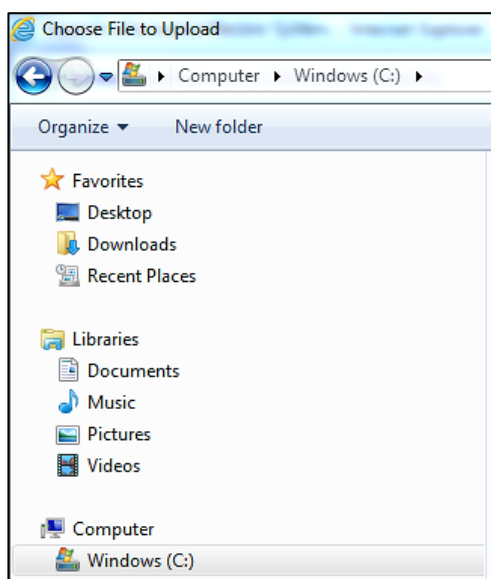 Choose File to Upload
Computer Windows (C:)
Organize New folder
Favorites
Desktop
Downloads
Recent Places
Libraries
Documents
Music
Pictures
Videos
Computer
Windows (C:)